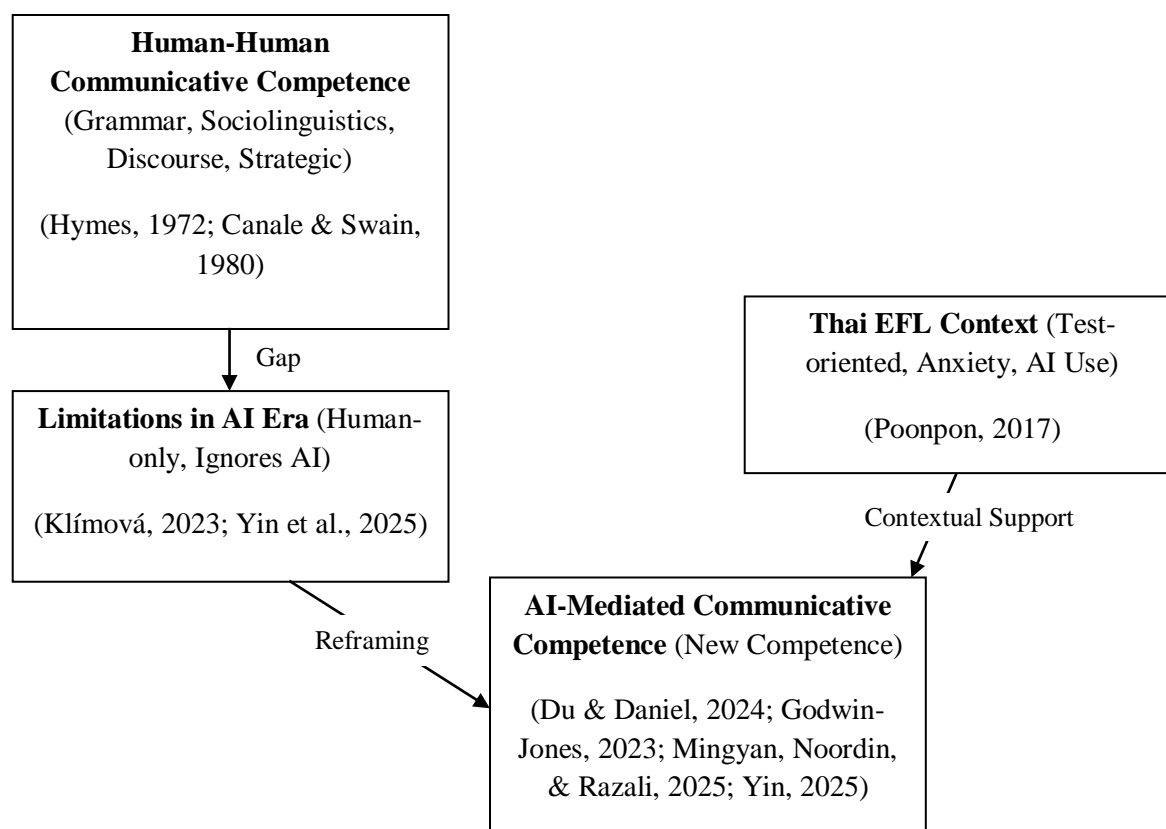 Human-Human
Communicative Competence
(Grammar, Sociolinguistics,
Discourse, Strategic)
(Hymes, 1972; Canale & Swain,
1980)
Gap
Limitations in AI Era (Human-
only, Ignores AI)
(Klímová, 2023; Yin et al., 2025)
Thai EFL Context (Test-
oriented, Anxiety, AI Use)
(Poonpon, 2017)
Contextual Support
Reframing
AI-Mediated Communicative
Competence (New Competence)
(Du & Daniel, 2024; Godwin-
Jones, 2023; Mingyan, Noordin,
& Razali, 2025; Yin, 2025)